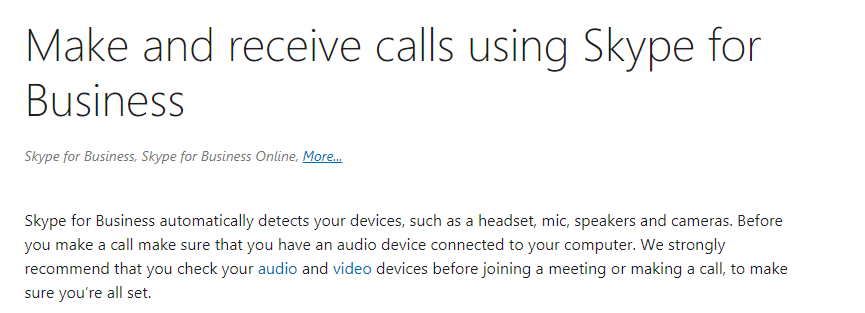 Make and receive calls using Skype for
Business
Skype for Business, Skype for Business Online, More...
Skype for Business automatically detects your devices, such as a headset, mic, speakers and cameras. Before
you make a call make sure that you have an audio device connected to your computer. We strongly
recommend that you check your audio and video devices before joining a meeting or making a call, to make
sure you’re all set.